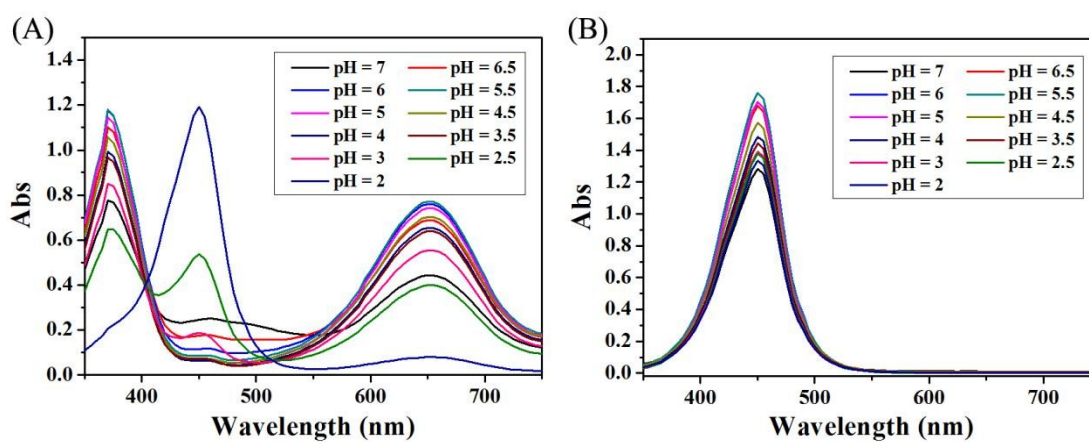 (A)
1.4
1.2
1.0
0.8
0.6
0.4
0.2
0.0
Abs
pH = 7 pH = 6.5
pH = 6 pH = 5.5
pH = 5 pH = 4.5
pH = 4 pH = 3.5
pH = 3 pH = 2.5
pH = 2
400 500 600 700
Wavelength (nm)
(B)
2.0
1.8
1.6
1.4
1.2
1.0
0.8
0.6
0.4
0.2
0.0
Abs
pH = 7 pH = 6.5
pH = 6 pH = 5.5
pH = 5 pH = 4.5
pH = 4 pH = 3.5
pH = 3 pH = 2.5
pH = 2
400 500 600 700
Wavelength (nm)